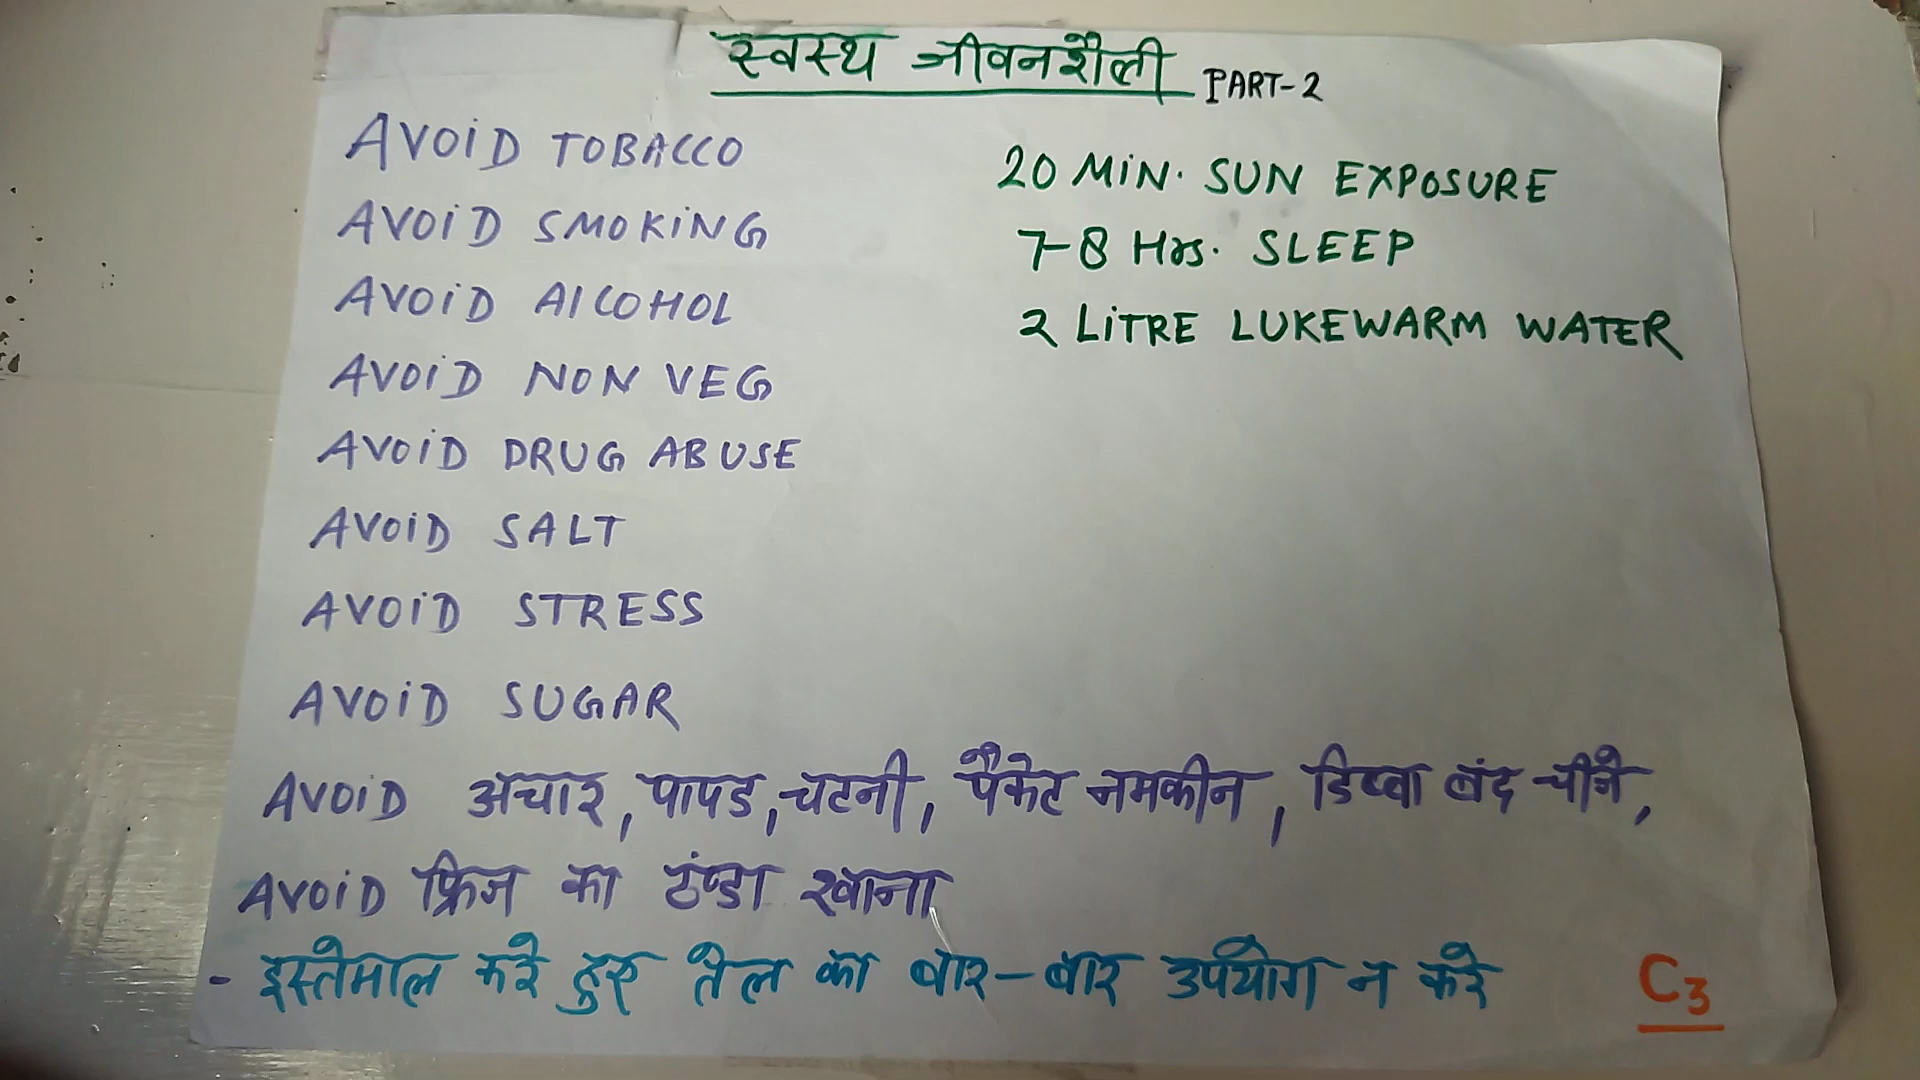 स्वस्थ जीवनशैली PART-2
AVOID TOBACCO
AVOID SMOKING
AVOID AlCOHOL
AVOID NON VEG
AVOID DRUG ABUSE
AVOID SALT
AVOID STRESS
AVOID SUGAR
20 MIN. SUN EXPOSURE
7-8 Hrs. SLEEP
2 LITRE LUKEWARM WATER
AVOID अचार, पापड, चटनी, पैकेट नमकीन, डिब्बा बंद चीजे,
AVOID फ्रिज का ठंण्डा खाना
- इस्तेमाल करे हुए तेल का बार-बार उपयोग न करे
C3